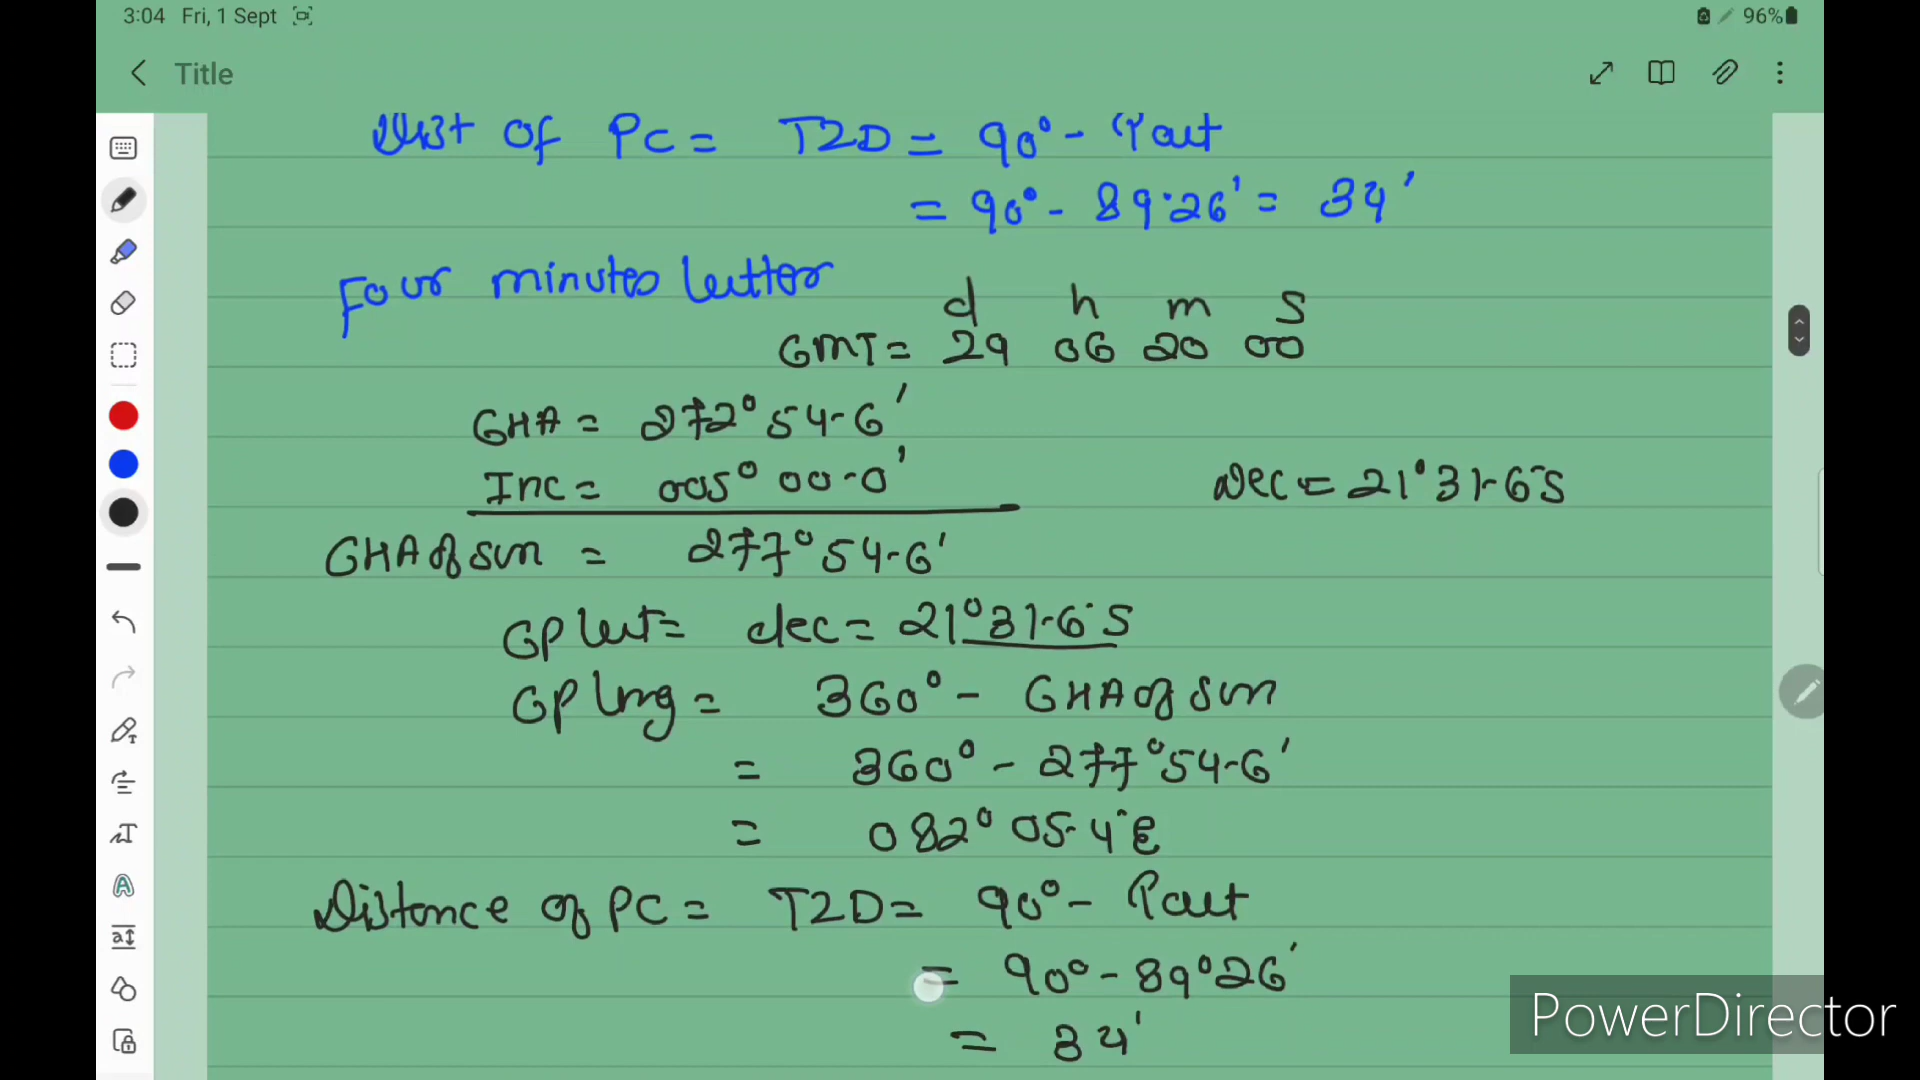 3:04 Fri, 1 Sept 96%
Title
Dist of PC = TZD = 90° - Talt
= 90° - 89°26' = 34'
Four minutes latter
d h m s
GMT = 29 06 20 00
GHA = 272° 54.6'
Inc = 005° 00.0'
Dec = 21° 31.6'S
GHA of sun = 277° 54.6'
GP lat = dec = 21° 31.6'S
GP long = 360° - GHA of sun
= 360° - 277° 54.6'
= 082° 05.4'E
Distance of PC = TZD = 90° - Talt
= 90° - 89° 26'
= 34'
PowerDirector